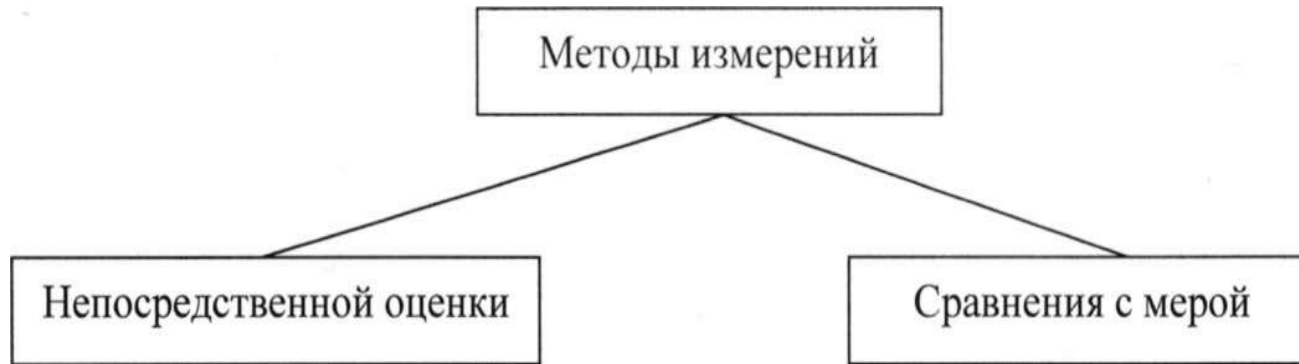 Методы измерений
Непосредственной оценки
Сравнения с мерой